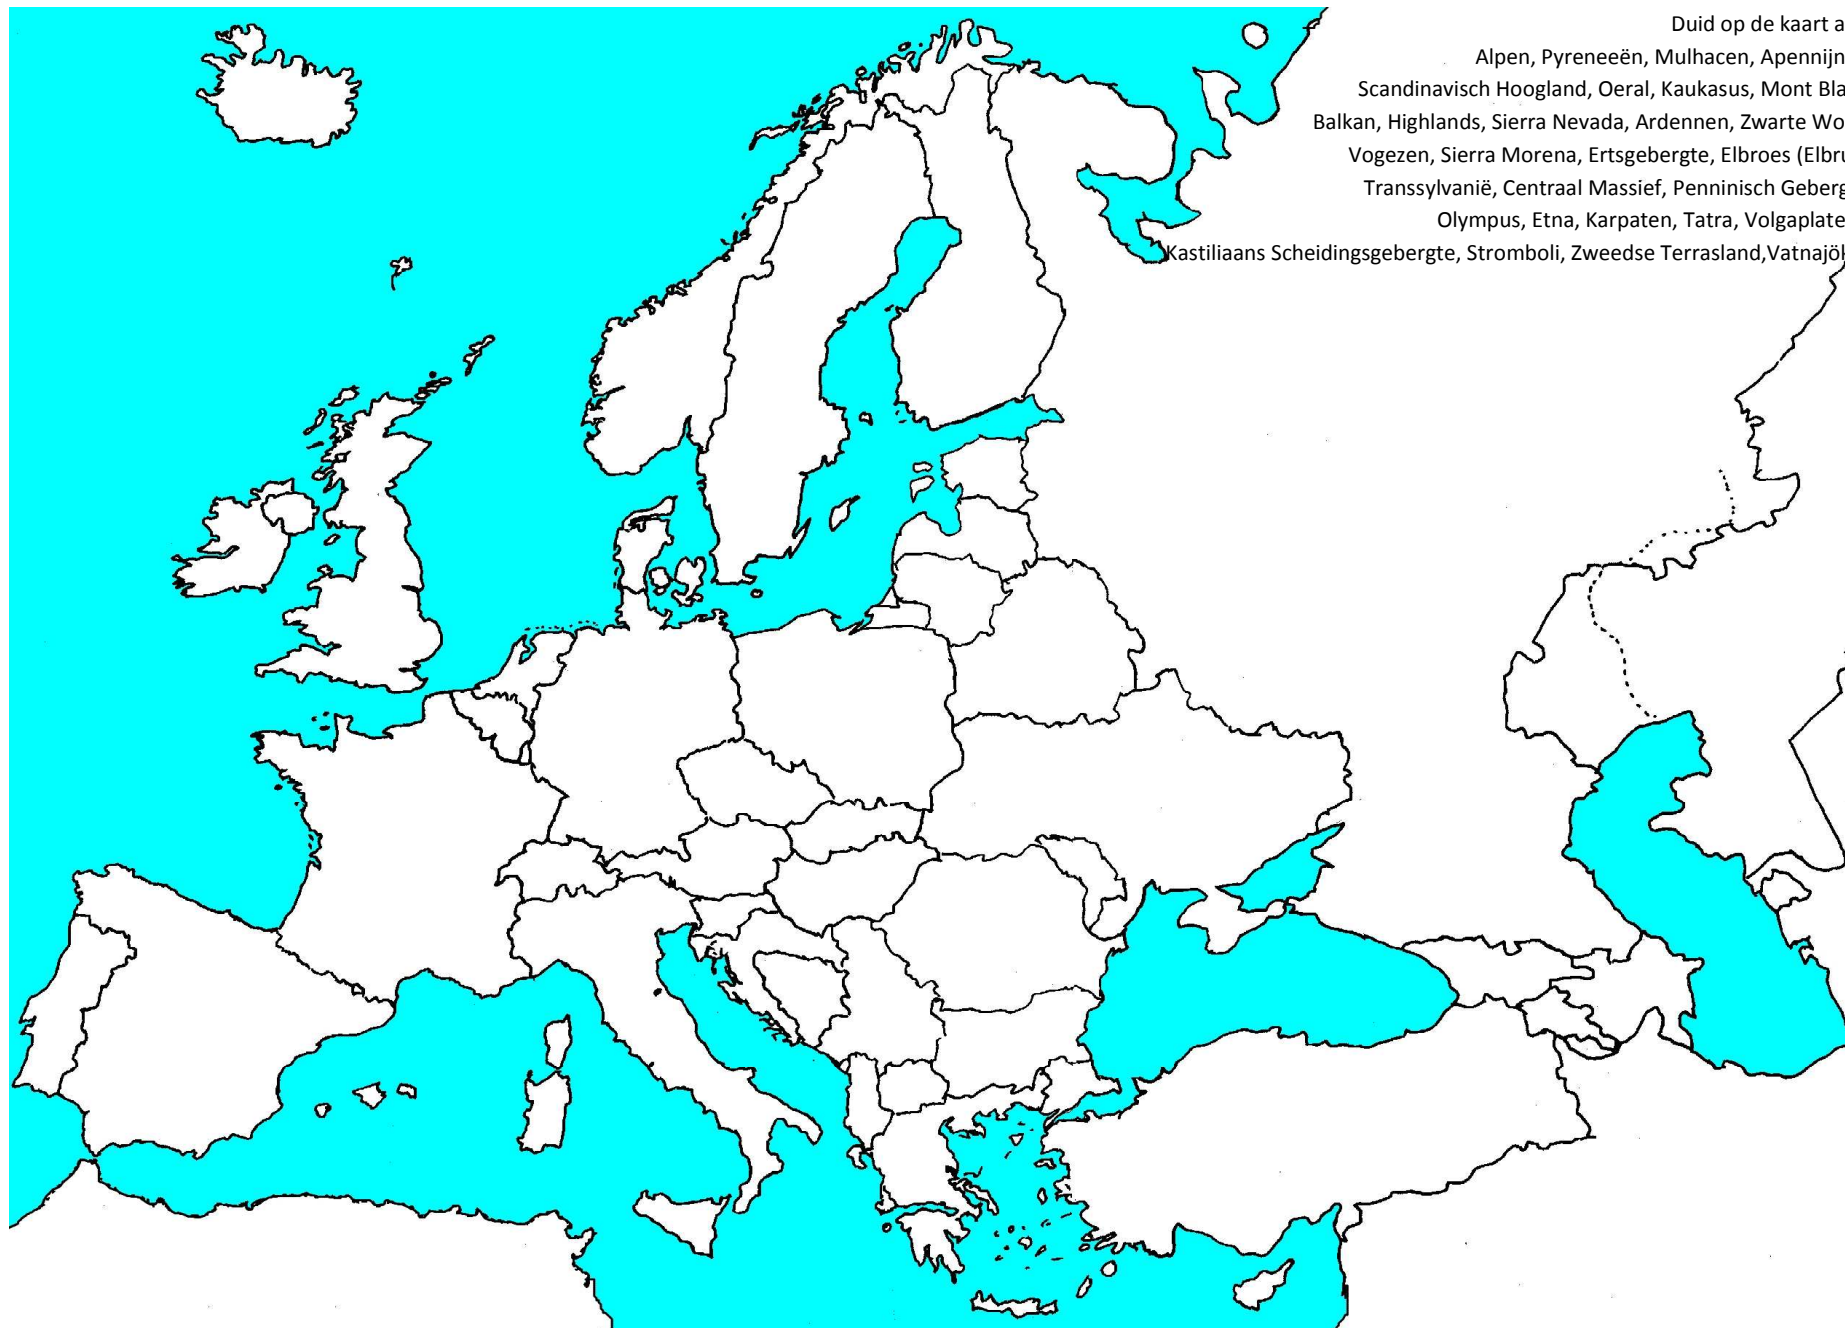 Duid op de kaart a
Alpen, Pyreneeën, Mulhacen, Apennijn
Scandinavisch Hoogland, Oeral, Kaukasus, Mont Bla
Balkan, Highlands, Sierra Nevada, Ardennen, Zwarte Wo
Vogezen, Sierra Morena, Ertsgebergte, Elbroes (Elbru
Transsylvanië, Centraal Massief, Penninisch Geberg
Olympus, Etna, Karpaten, Tatra, Volgaplate
Kastiliaans Scheidingsgebergte, Stromboli, Zweedse Terrasland,Vatnajök